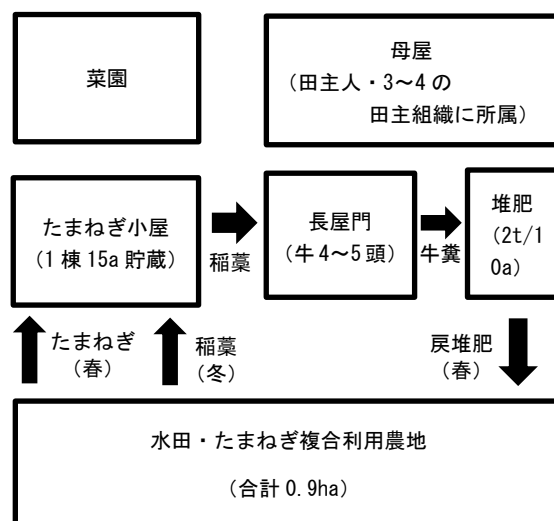 菜園
母屋
(田主人・3～4の
田主組織に所属)
たまねぎ小屋
(1棟15a貯蔵)
稲藁
長屋門
(牛4～5頭)
牛糞
堆肥
(2t/1
0a)
たまねぎ
(春)
稲藁
(冬)
戻堆肥
(春)
水田・たまねぎ複合利用農地
(合計0.9ha)